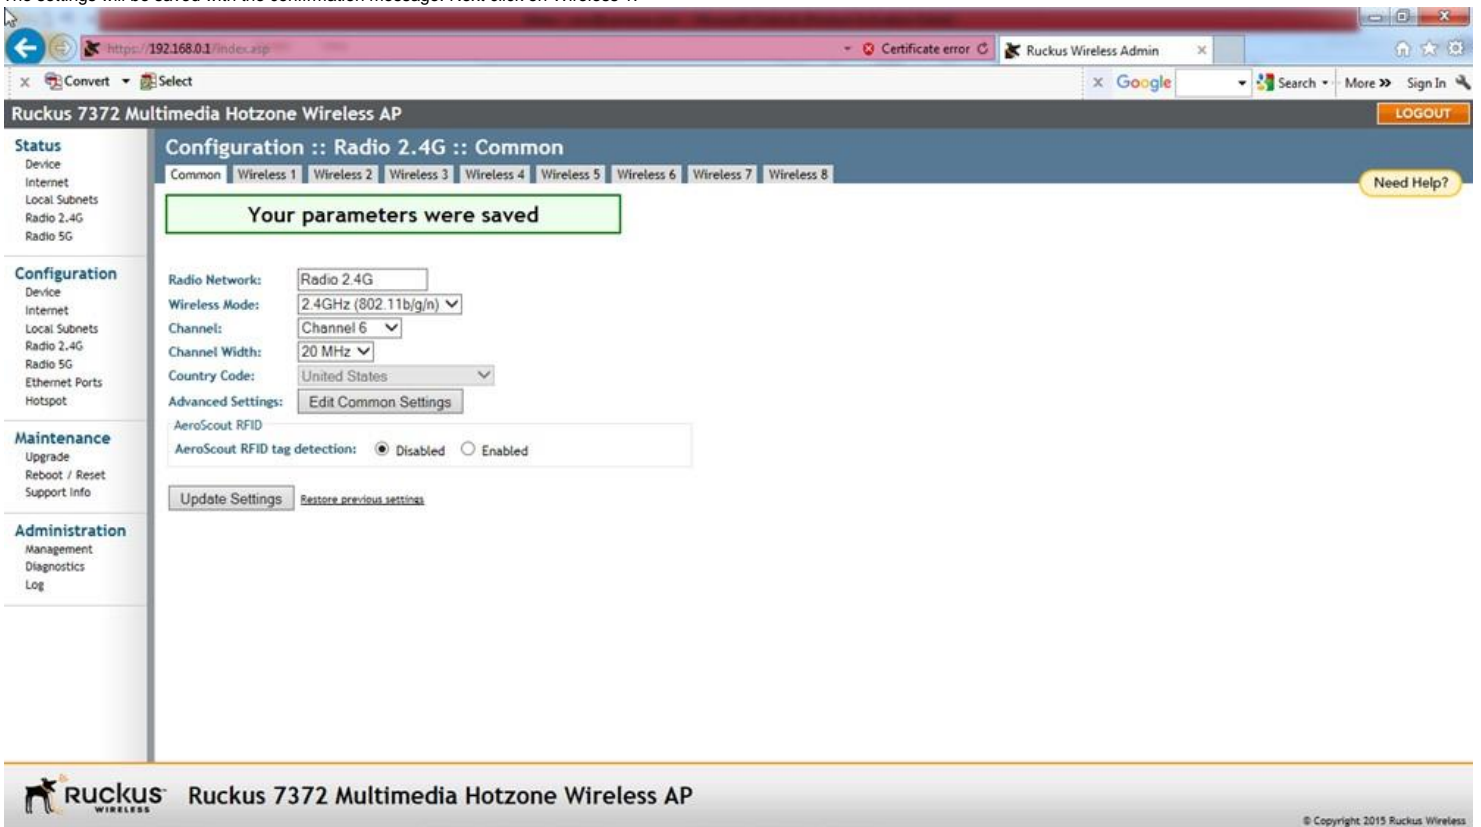 https://192.168.0.1/index.asp
Certificate error
Ruckus Wireless Admin
x Convert Select
x Google Search More >> Sign In
Ruckus 7372 Multimedia Hotzone Wireless AP
LOGOUT
Status
Device
Internet
Local Subnets
Radio 2.4G
Radio 5G
Configuration
Device
Internet
Local Subnets
Radio 2.4G
Radio 5G
Ethernet Ports
Hotspot
Maintenance
Upgrade
Reboot / Reset
Support Info
Administration
Management
Diagnostics
Log
Configuration :: Radio 2.4G :: Common
Common Wireless 1 Wireless 2 Wireless 3 Wireless 4 Wireless 5 Wireless 6 Wireless 7 Wireless 8
Need Help?
Your parameters were saved
Radio Network: Radio 2.4G
Wireless Mode: 2.4GHz (802.11b/g/n)
Channel: Channel 6
Channel Width: 20 MHz
Country Code: United States
Advanced Settings: Edit Common Settings
AeroScout RFID
AeroScout RFID tag detection: Disabled Enabled
Update Settings Restore previous settings
RUCKUS WIRELESS
Ruckus 7372 Multimedia Hotzone Wireless AP
© Copyright 2015 Ruckus Wireless